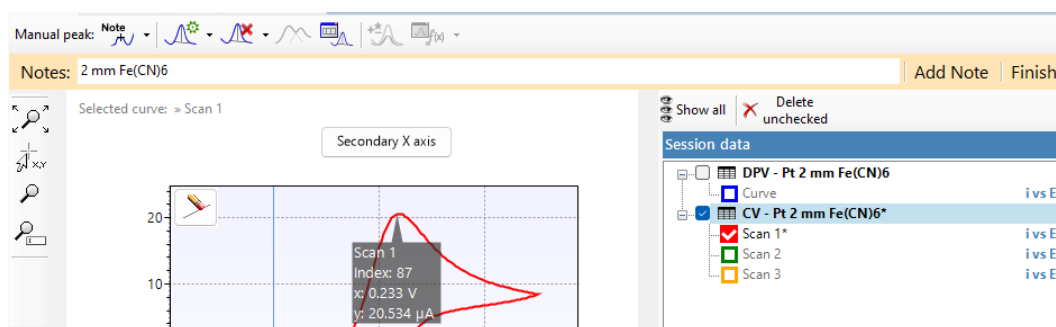 Manual peak: Note
f(x)
Notes: 2 mm Fe(CN)6 Add Note Finish
Selected curve: » Scan 1
Show all Delete unchecked
Secondary X axis
Session data
DPV - Pt 2 mm Fe(CN)6
Curve i vs E
CV - Pt 2 mm Fe(CN)6*
Scan 1* i vs E
Scan 2 i vs E
Scan 3 i vs E
X,Y
20
10
Scan 1
Index: 87
x: 0.233 V
y: 20.534 µA